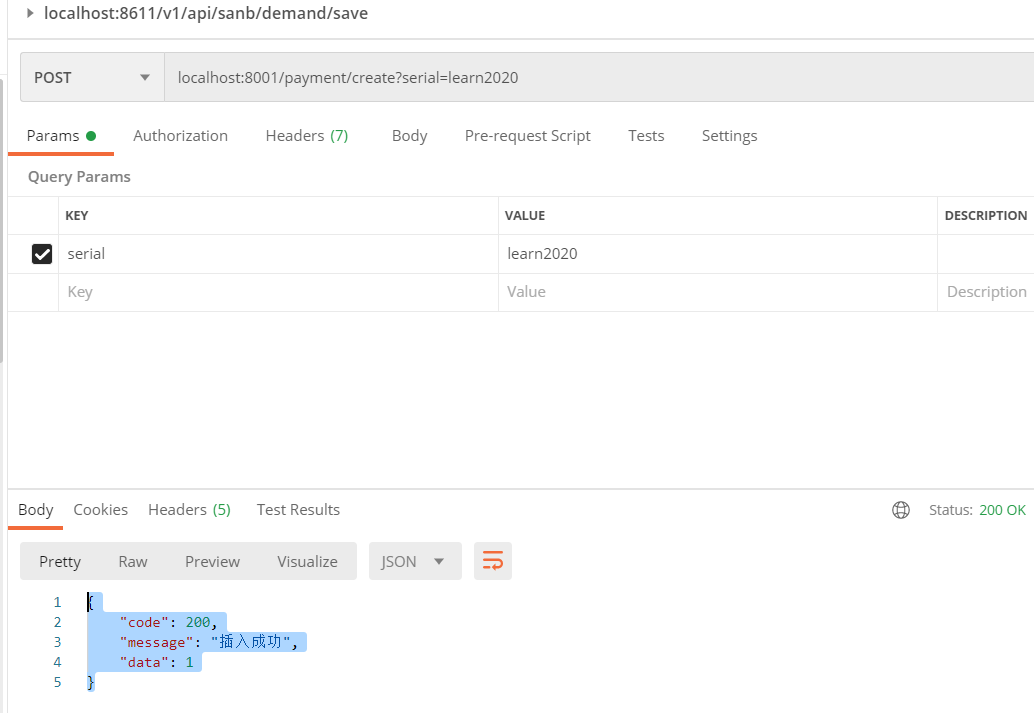 localhost:8611/v1/api/sanb/demand/save
POST localhost:8001/payment/create?serial=learn2020
Params Authorization Headers (7) Body Pre-request Script Tests Settings
Query Params
KEY VALUE DESCRIPTION
serial learn2020
Key Value Description
Body Cookies Headers (5) Test Results Status: 200 OK
Pretty Raw Preview Visualize JSON
1 {
2 "code": 200,
3 "message": "插入成功",
4 "data": 1
5 }